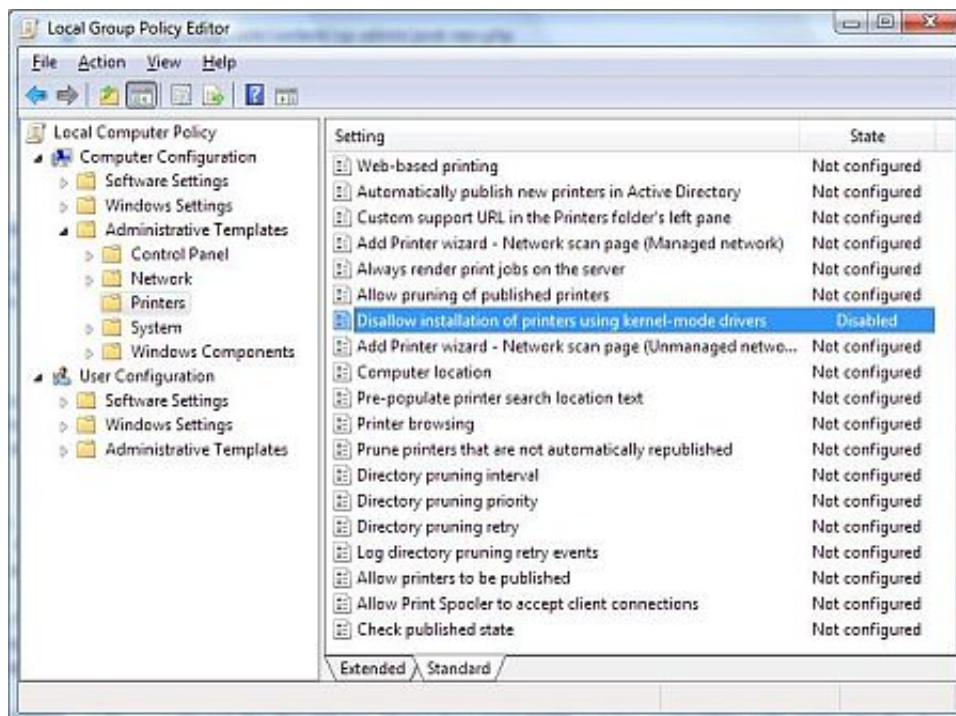 Local Group Policy Editor
File Action View Help
Local Computer Policy
Computer Configuration
Software Settings
Windows Settings
Administrative Templates
Control Panel
Network
Printers
System
Windows Components
User Configuration
Software Settings
Windows Settings
Administrative Templates
Setting State
Web-based printing Not configured
Automatically publish new printers in Active Directory Not configured
Custom support URL in the Printers folder's left pane Not configured
Add Printer wizard - Network scan page (Managed network) Not configured
Always render print jobs on the server Not configured
Allow pruning of published printers Not configured
Disallow installation of printers using kernel-mode drivers Disabled
Add Printer wizard - Network scan page (Unmanaged netwo... Not configured
Computer location Not configured
Pre-populate printer search location text Not configured
Printer browsing Not configured
Prune printers that are not automatically republished Not configured
Directory pruning interval Not configured
Directory pruning priority Not configured
Directory pruning retry Not configured
Log directory pruning retry events Not configured
Allow printers to be published Not configured
Allow Print Spooler to accept client connections Not configured
Check published state Not configured
Extended Standard